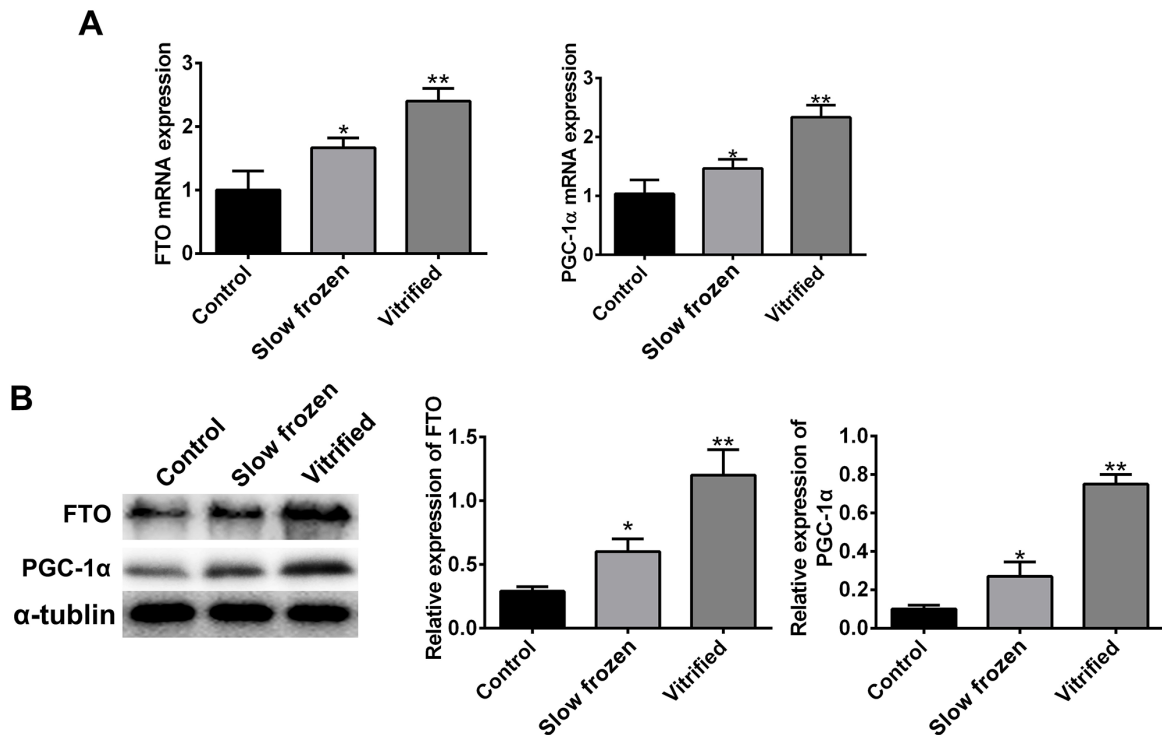 A
FTO mRNA expression
3
2
1
0
*
**
Control
Slow frozen
Vitrified
PGC-1α mRNA expression
3
2
1
0
*
**
Control
Slow frozen
Vitrified
B
Control
Slow frozen
Vitrified
FTO
PGC-1α
α-tublin
Relative expression of FTO
1.5
1.0
0.5
0.0
*
**
Control
Slow frozen
Vitrified
Relative expression of
PGC-1α
1.0
0.8
0.6
0.4
0.2
0.0
*
**
Control
Slow frozen
Vitrified